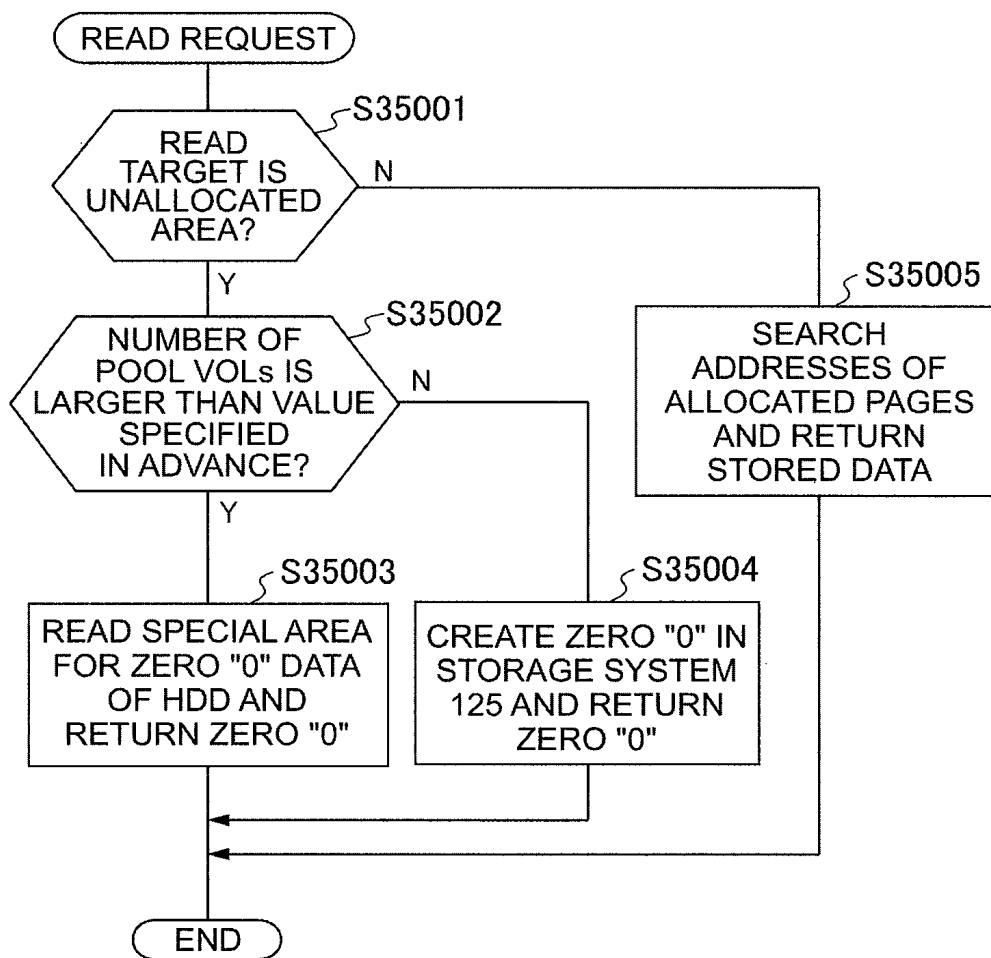 READ REQUEST
S35001
READ
TARGET IS
UNALLOCATED
AREA?
N
Y
S35002
NUMBER OF
POOL VOLs IS
LARGER THAN VALUE
SPECIFIED
IN ADVANCE?
N
Y
S35005
SEARCH
ADDRESSES OF
ALLOCATED PAGES
AND RETURN
STORED DATA
S35003
READ SPECIAL AREA
FOR ZERO "0" DATA
OF HDD AND
RETURN ZERO "0"
S35004
CREATE ZERO "0" IN
STORAGE SYSTEM
125 AND RETURN
ZERO "0"
END